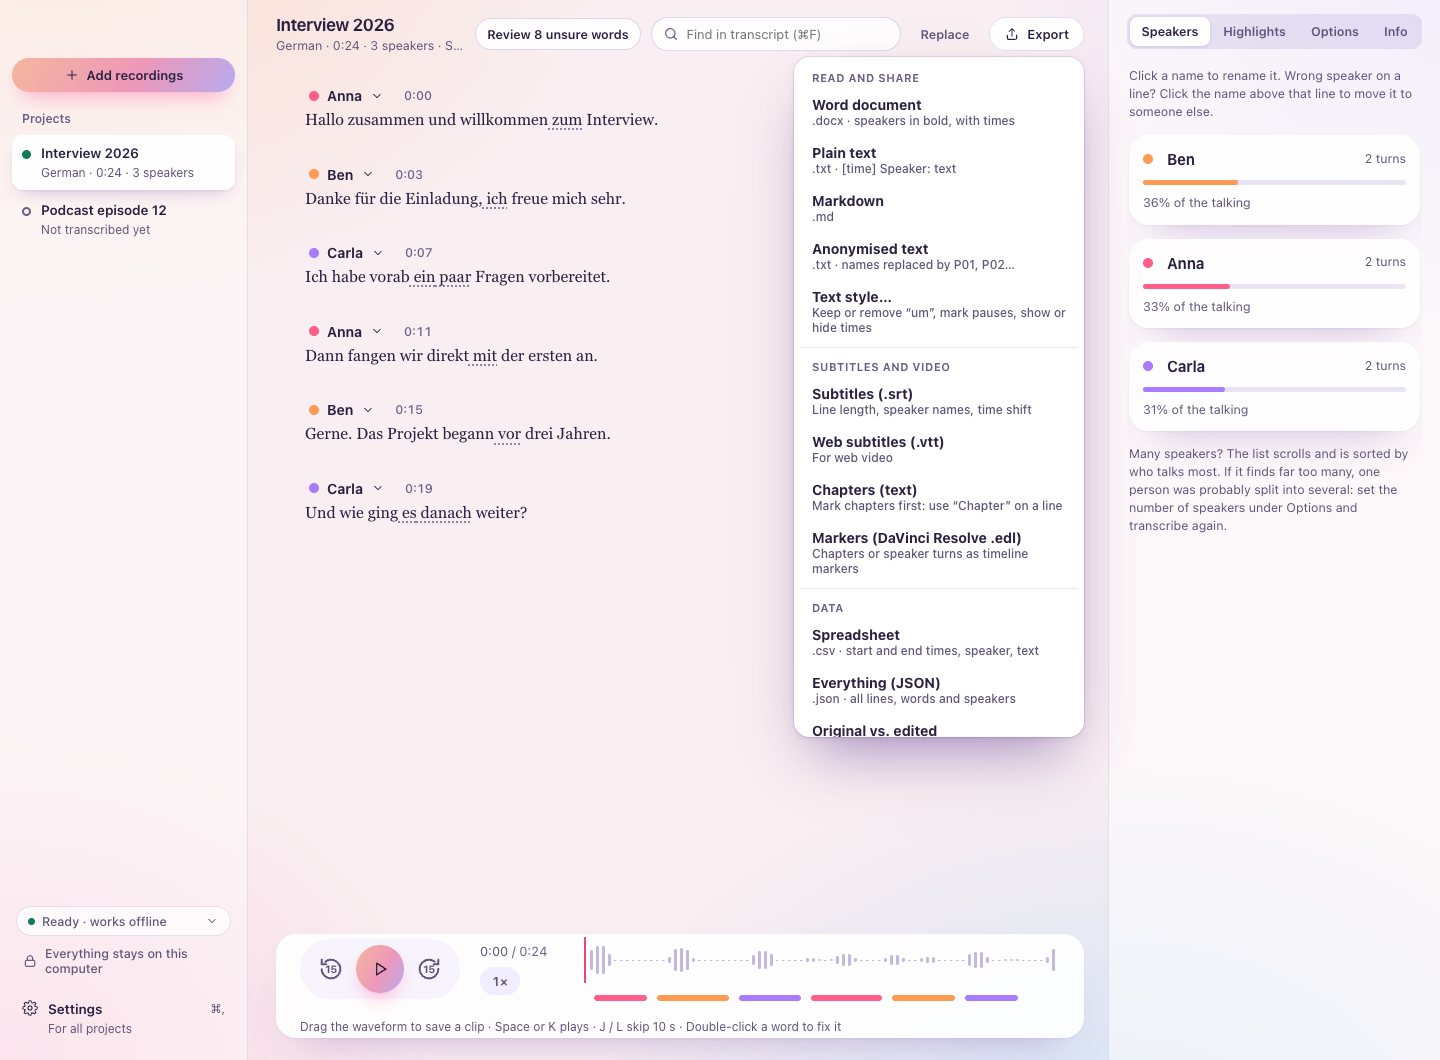 Add recordings
Projects
Interview 2026
German · 0:24 · 3 speakers
Podcast episode 12
Not transcribed yet
Ready · works offline
Everything stays on this
computer
Settings
⌘,
For all projects
Interview 2026
German · 0:24 · 3 speakers · S...
Review 8 unsure words
Find in transcript (⌘F)
Replace
Export
Anna 0:00
Hallo zusammen und willkommen zum Interview.
Ben 0:03
Danke für die Einladung, ich freue mich sehr.
Carla 0:07
Ich habe vorab ein paar Fragen vorbereitet.
Anna 0:11
Dann fangen wir direkt mit der ersten an.
Ben 0:15
Gerne. Das Projekt begann vor drei Jahren.
Carla 0:19
Und wie ging es danach weiter?
READ AND SHARE
Word document
.docx · speakers in bold, with times
Plain text
.txt · [time] Speaker: text
Markdown
.md
Anonymised text
.txt · names replaced by P01, P02...
Text style...
Keep or remove “um”, mark pauses, show or
hide times
SUBTITLES AND VIDEO
Subtitles (.srt)
Line length, speaker names, time shift
Web subtitles (.vtt)
For web video
Chapters (text)
Mark chapters first: use “Chapter” on a line
Markers (DaVinci Resolve .edl)
Chapters or speaker turns as timeline
markers
DATA
Spreadsheet
.csv · start and end times, speaker, text
Everything (JSON)
.json · all lines, words and speakers
Original vs. edited
15
15
0:00 / 0:24
1×
Drag the waveform to save a clip · Space or K plays · J / L skip 10 s · Double-click a word to fix it
Speakers
Highlights
Options
Info
Click a name to rename it. Wrong speaker on a
line? Click the name above that line to move it to
someone else.
Ben 2 turns
36% of the talking
Anna 2 turns
33% of the talking
Carla 2 turns
31% of the talking
Many speakers? The list scrolls and is sorted by
who talks most. If it finds far too many, one
person was probably split into several: set the
number of speakers under Options and
transcribe again.